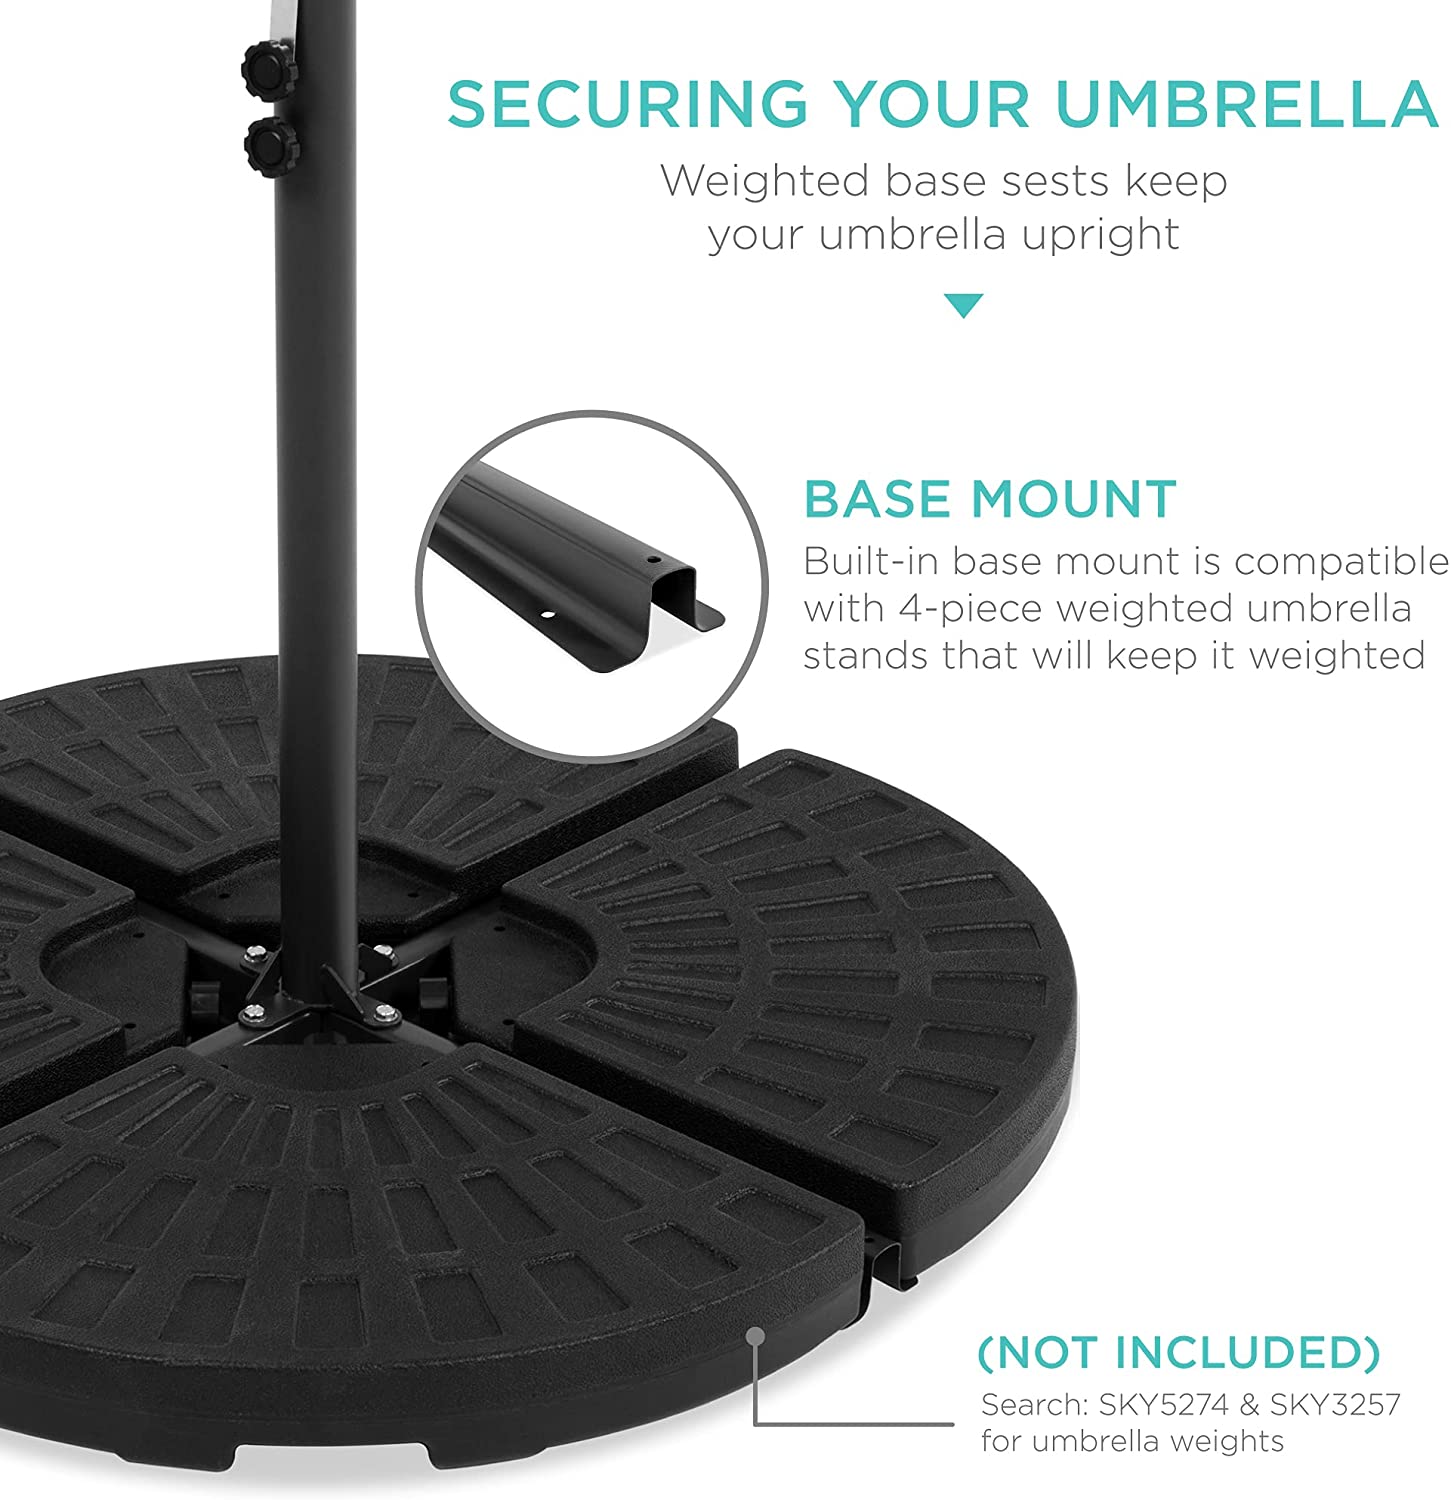 SECURING YOUR UMBRELLA
Weighted base sests keep
your umbrella upright
BASE MOUNT
Built-in base mount is compatible
with 4-piece weighted umbrella
stands that will keep it weighted
(NOT INCLUDED)
Search: SKY5274 & SKY3257
for umbrella weights